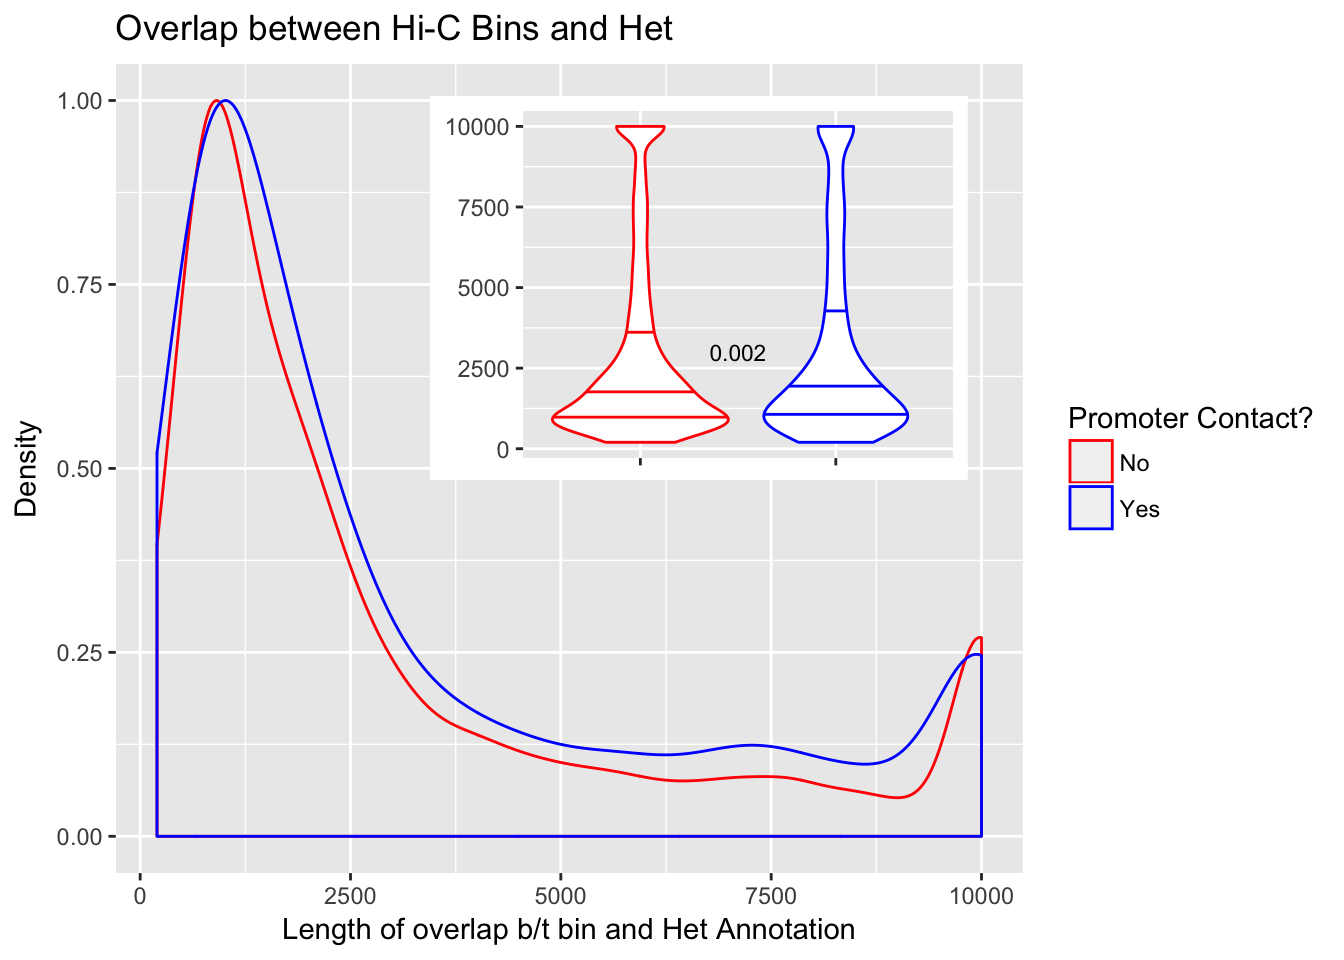 Overlap between Hi-C Bins and Het
Density
1.00
0.75
0.50
0.25
0.00
10000
7500
5000
2500
0
0.002
0 2500 5000 7500 10000
Length of overlap b/t bin and Het Annotation
Promoter Contact?
No
Yes